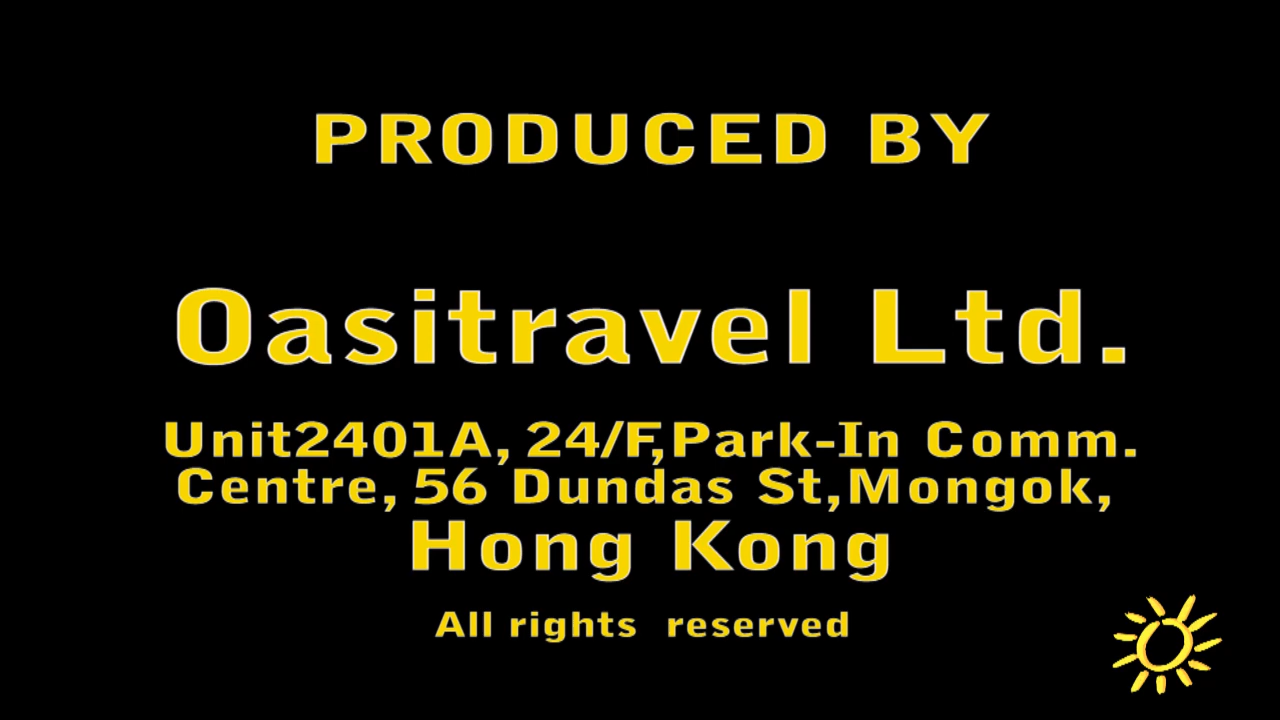 PRODUCED BY
Oasitravel Ltd.
Unit2401A, 24/F,Park-In Comm.
Centre, 56 Dundas St,Mongok,
Hong Kong
All rights reserved